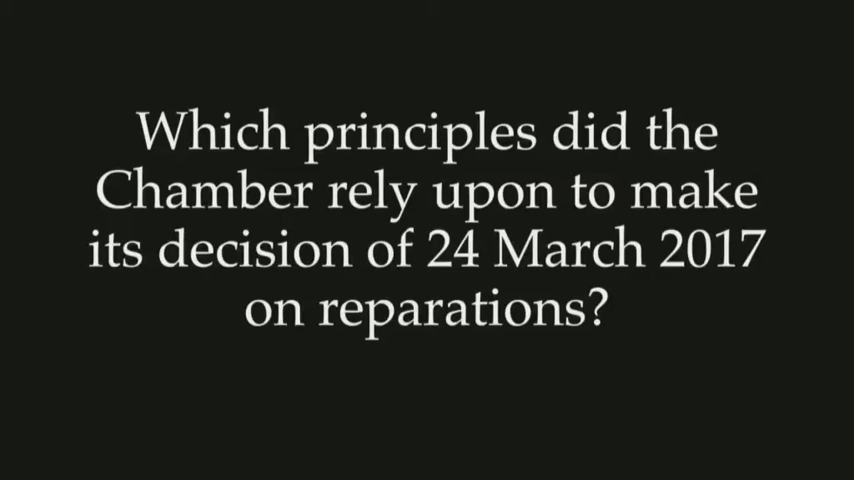 Which principles did the
Chamber rely upon to make
its decision of 24 March 2017
on reparations?